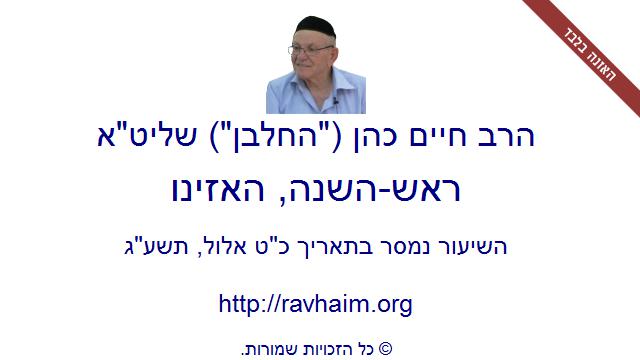 האזנה בלבד
הרב חיים כהן ("החלבן") שליט"א
ראש-השנה, האזינו
השיעור נמסר בתאריך כ"ט אלול, תשע"ג
http://ravhaim.org
© כל הזכויות שמורות.